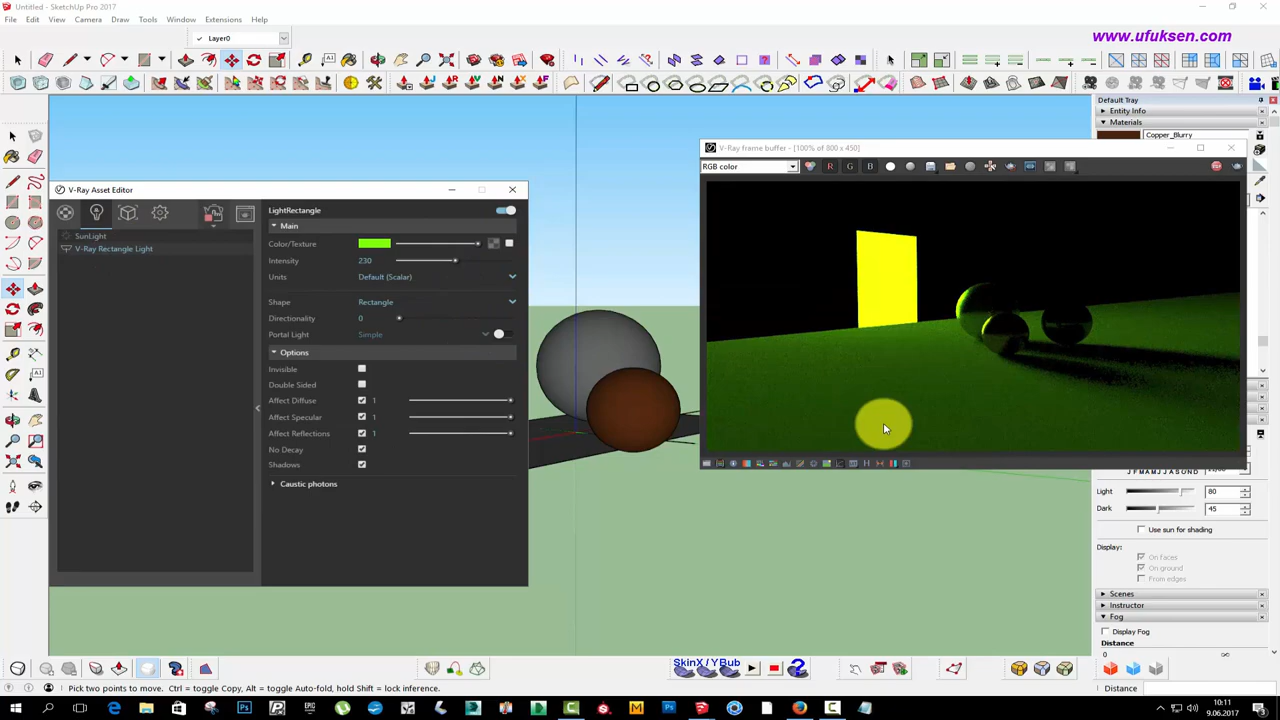 Untitled - SketchUp Pro 2017
File Edit View Camera Draw Tools Window Extensions Help
Layer0
www.ufuksen.com
Default Tray
Entity Info
Materials
Copper_Blurry
V-Ray frame buffer - [100% of 800 x 450]
RGB color
R G B
V-Ray Asset Editor
SunLight
V-Ray Rectangle Light
LightRectangle
Main
Color/Texture
Intensity 230
Units Default (Scalar)
Shape Rectangle
Directionality 0
Portal Light Simple
Options
Invisible
Double Sided
Affect Diffuse 1
Affect Specular 1
Affect Reflections 1
No Decay
Shadows
Caustic photons
J F M A M J J A S O N D
Light 80
Dark 45
Use sun for shading
Display:
On faces
On ground
From edges
Scenes
Instructor
Fog
Display Fog
Distance
0
SkinX / YBub
Pick two points to move. Ctrl = toggle Copy, Alt = toggle Auto-fold, hold Shift = lock inference.
Distance
10:11
9.06.2017